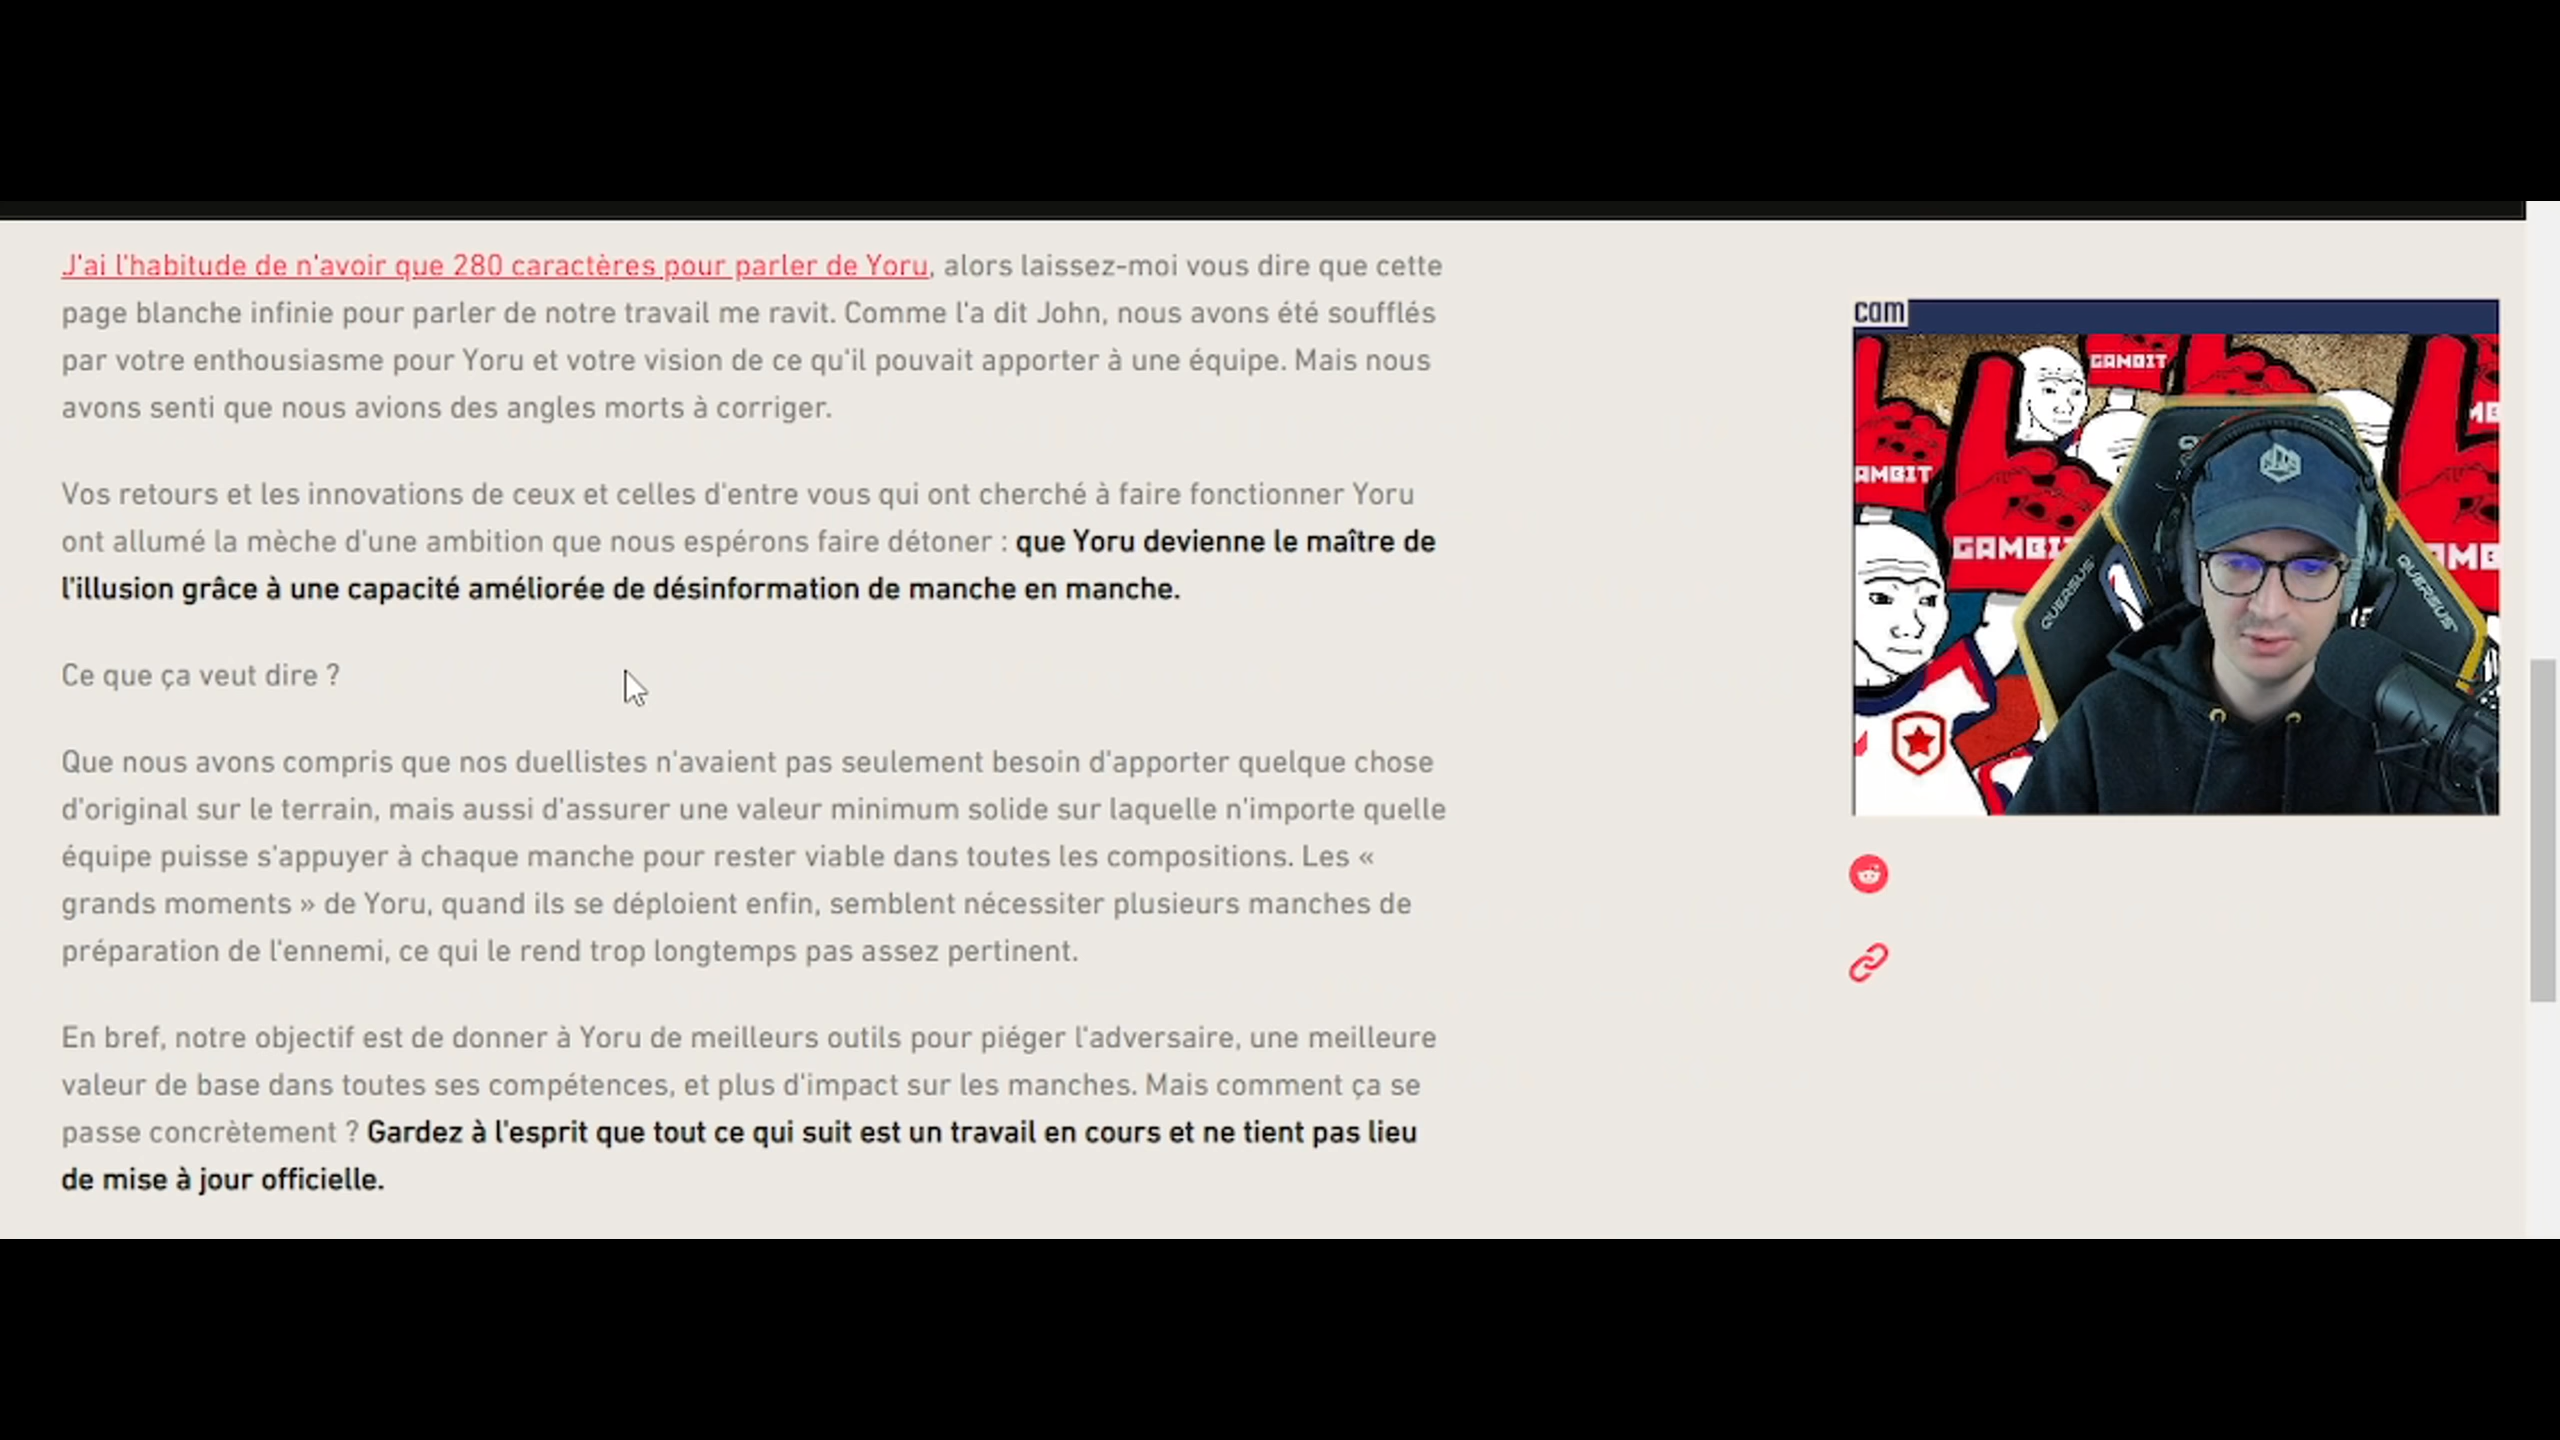 J'ai l'habitude de n'avoir que 280 caractères pour parler de Yoru, alors laissez-moi vous dire que cette
page blanche infinie pour parler de notre travail me ravit. Comme l'a dit John, nous avons été soufflés
par votre enthousiasme pour Yoru et votre vision de ce qu'il pouvait apporter à une équipe. Mais nous
avons senti que nous avions des angles morts à corriger.
Vos retours et les innovations de ceux et celles d'entre vous qui ont cherché à faire fonctionner Yoru
ont allumé la mèche d'une ambition que nous espérons faire détoner : que Yoru devienne le maître de
l'illusion grâce à une capacité améliorée de désinformation de manche en manche.
Ce que ça veut dire ?
Que nous avons compris que nos duellistes n'avaient pas seulement besoin d'apporter quelque chose
d'original sur le terrain, mais aussi d'assurer une valeur minimum solide sur laquelle n'importe quelle
équipe puisse s'appuyer à chaque manche pour rester viable dans toutes les compositions. Les «
grands moments » de Yoru, quand ils se déploient enfin, semblent nécessiter plusieurs manches de
préparation de l'ennemi, ce qui le rend trop longtemps pas assez pertinent.
En bref, notre objectif est de donner à Yoru de meilleurs outils pour piéger l'adversaire, une meilleure
valeur de base dans toutes ses compétences, et plus d'impact sur les manches. Mais comment ça se
passe concrètement ? Gardez à l'esprit que tout ce qui suit est un travail en cours et ne tient pas lieu
de mise à jour officielle.
cam
GAMBIT
AMBIT
GAMBIT
AMB
QUERSUS
QUERSUS